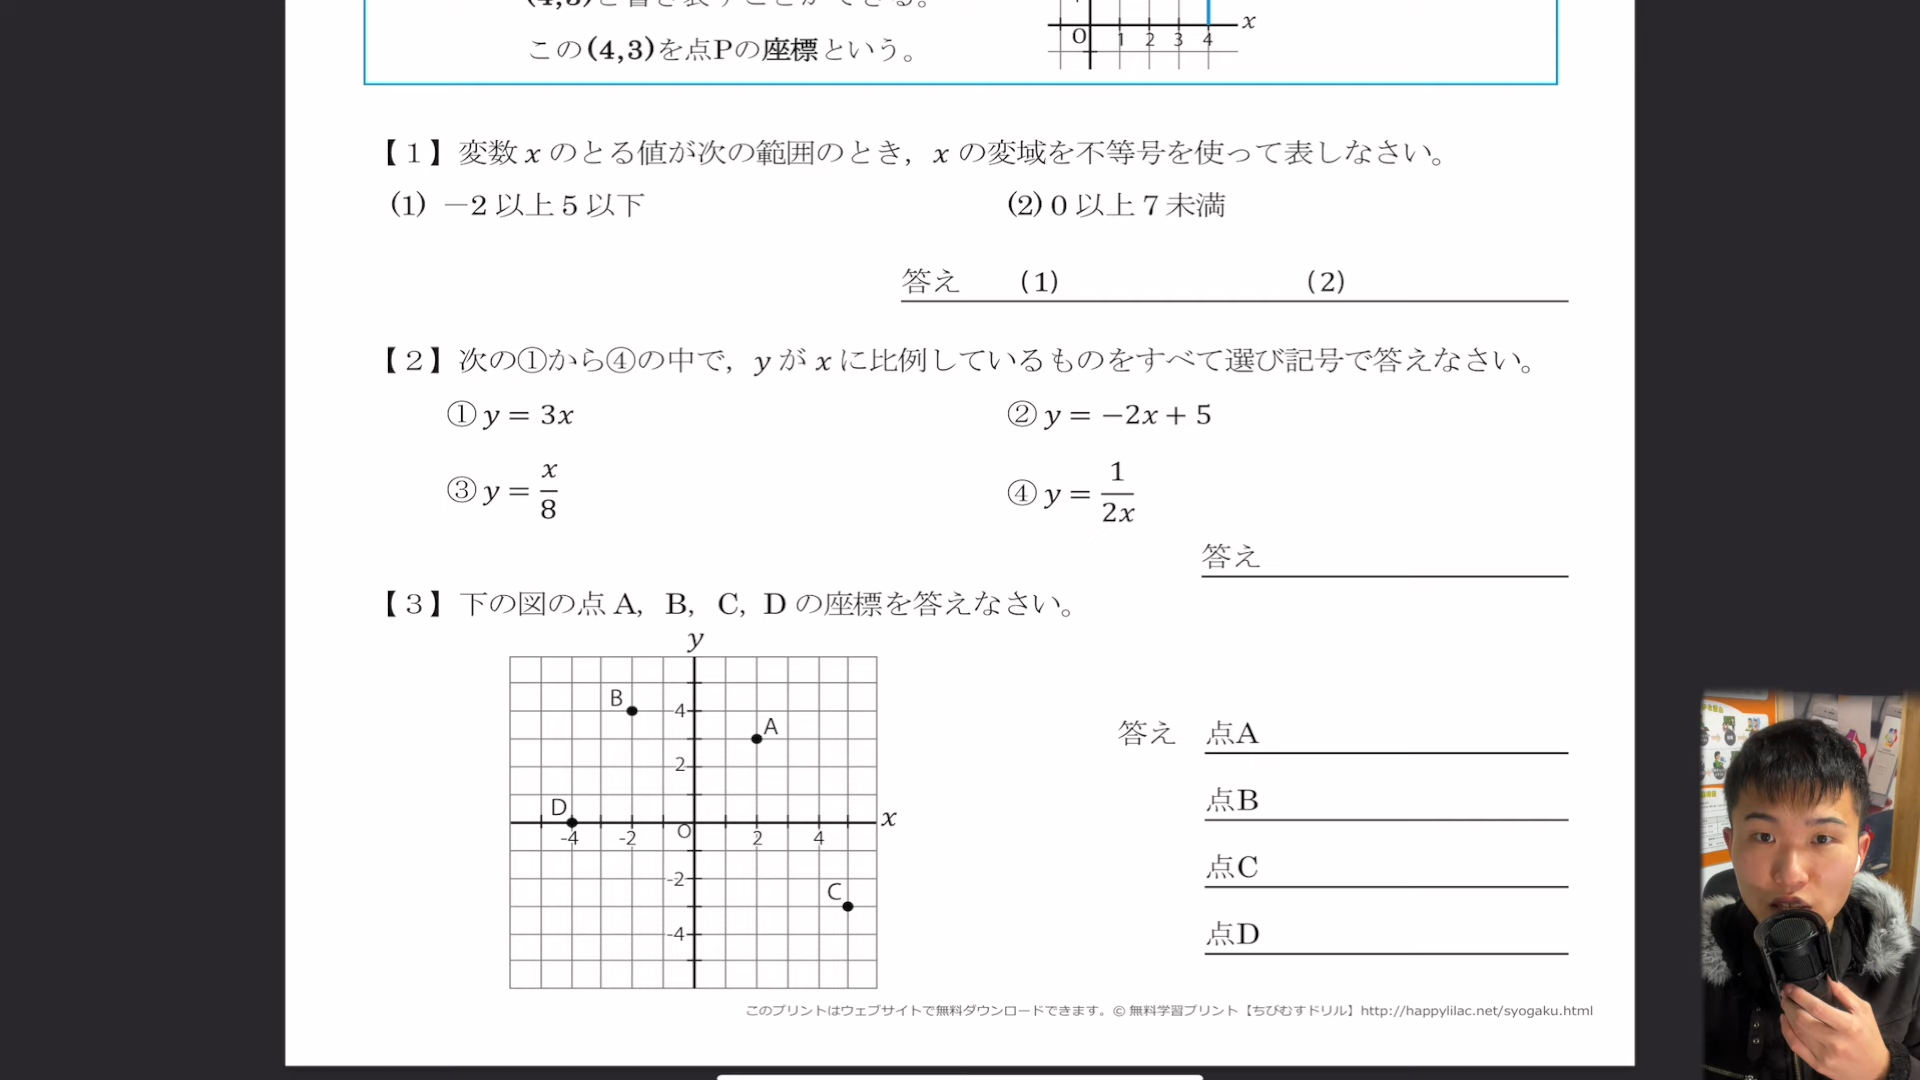 この(4,3)を点Pの座標という。
x
O 1 2 3 4
【1】変数 x のとる値が次の範囲のとき，x の変域を不等号を使って表しなさい。
(1) －2 以上 5 以下
(2) 0 以上 7 未満
答え (1) (2)
【2】次の①から④の中で，y が x に比例しているものをすべて選び記号で答えなさい。
① y = 3x
② y = −2x + 5
③ y = x/8
④ y = 1/2x
答え
【3】下の図の点 A，B，C，D の座標を答えなさい。
y
B
4
A
2
D
x
O
-4 -2 2 4
-2
C
-4
答え 点A
点B
点C
点D
このプリントはウェブサイトで無料ダウンロードできます。© 無料学習プリント【ちびむすドリル】http://happylilac.net/syogaku.html